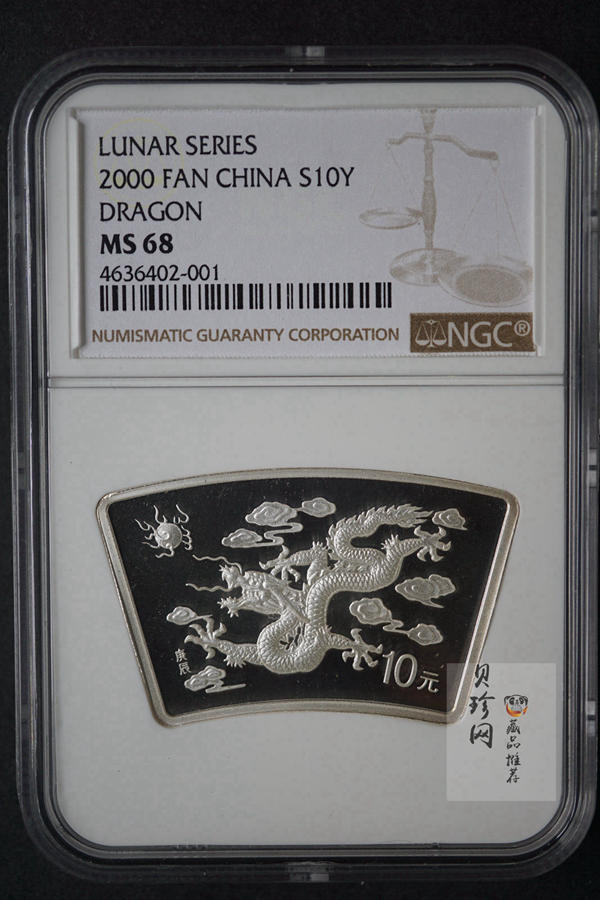 LUNAR SERIES
2000 FAN CHINA S10Y
DRAGON
MS 68
4636402-001
NUMISMATIC GUARANTY CORPORATION
NGC®
庚辰
10元
贝珍网
藏品推荐